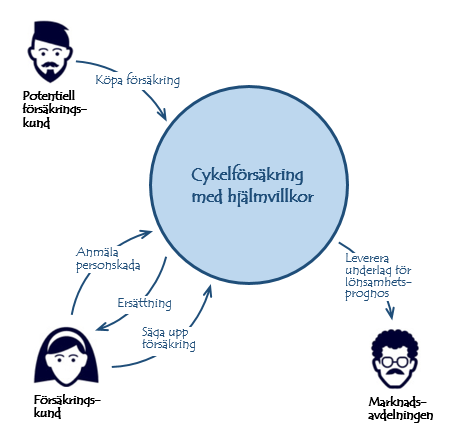 Köpa försäkring
Potentiell
försäkrings-
kund
Cykelförsäkring
med hjälmvillkor
Anmäla
personskada
Leverera
underlag för
lönsamhets-
prognos
Ersättning
Säga upp
försäkring
Försäkrings-
kund
Marknads-
avdelningen